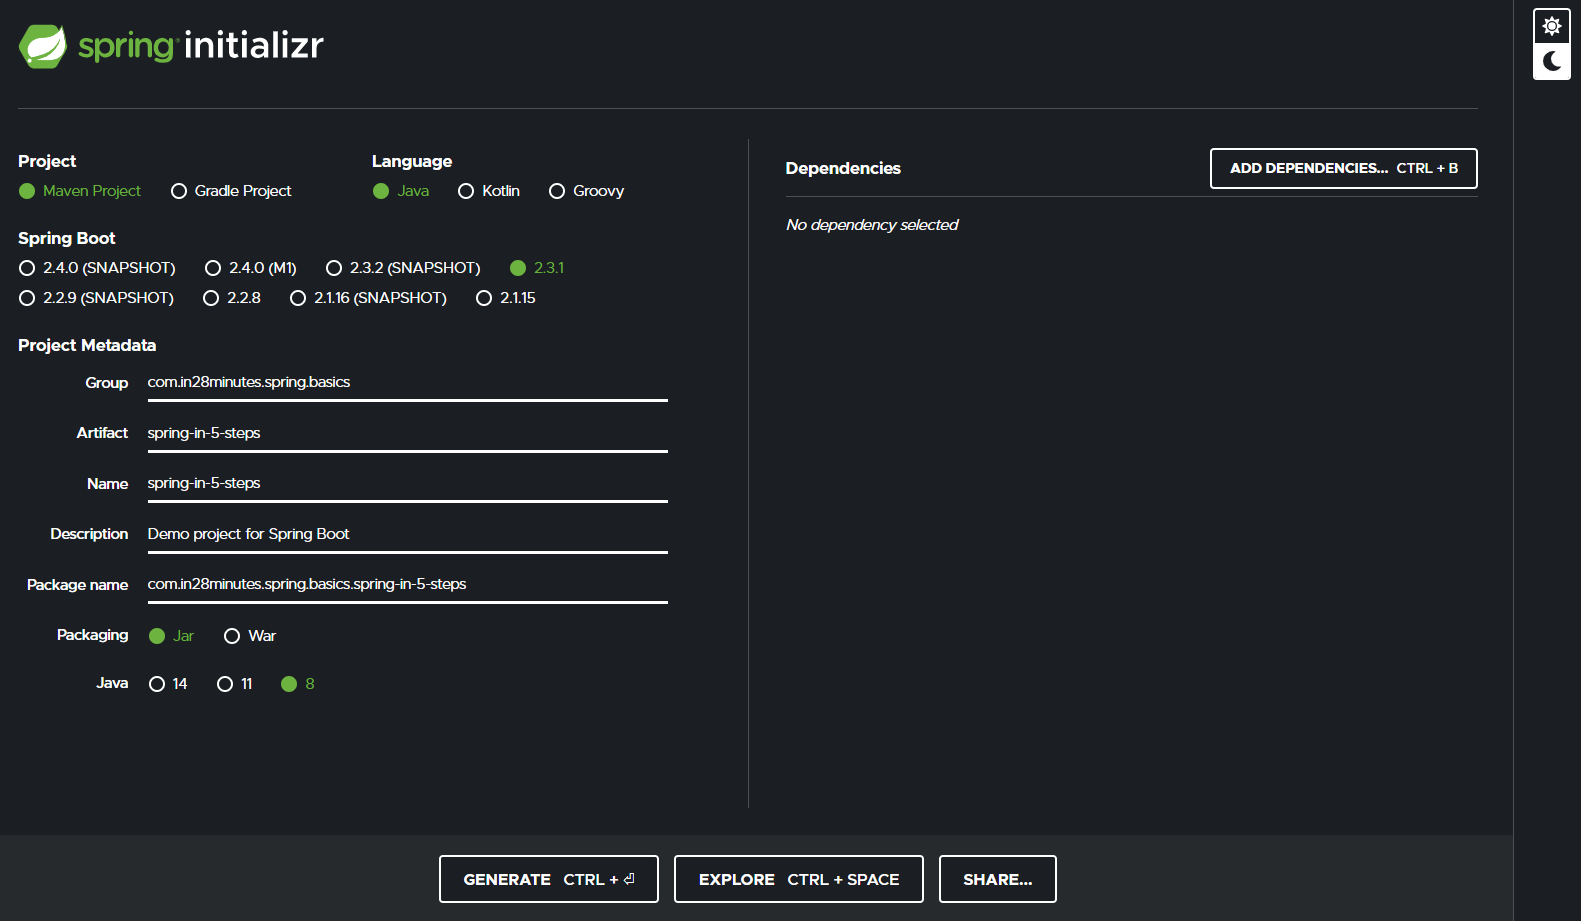 spring initializr
Project
Maven Project Gradle Project
Language
Java Kotlin Groovy
Spring Boot
2.4.0 (SNAPSHOT) 2.4.0 (M1) 2.3.2 (SNAPSHOT) 2.3.1
2.2.9 (SNAPSHOT) 2.2.8 2.1.16 (SNAPSHOT) 2.1.15
Project Metadata
Group com.in28minutes.spring.basics
Artifact spring-in-5-steps
Name spring-in-5-steps
Description Demo project for Spring Boot
Package name com.in28minutes.spring.basics.spring-in-5-steps
Packaging Jar War
Java 14 11 8
Dependencies ADD DEPENDENCIES... CTRL + B
No dependency selected
GENERATE CTRL + ⏎ EXPLORE CTRL + SPACE SHARE...